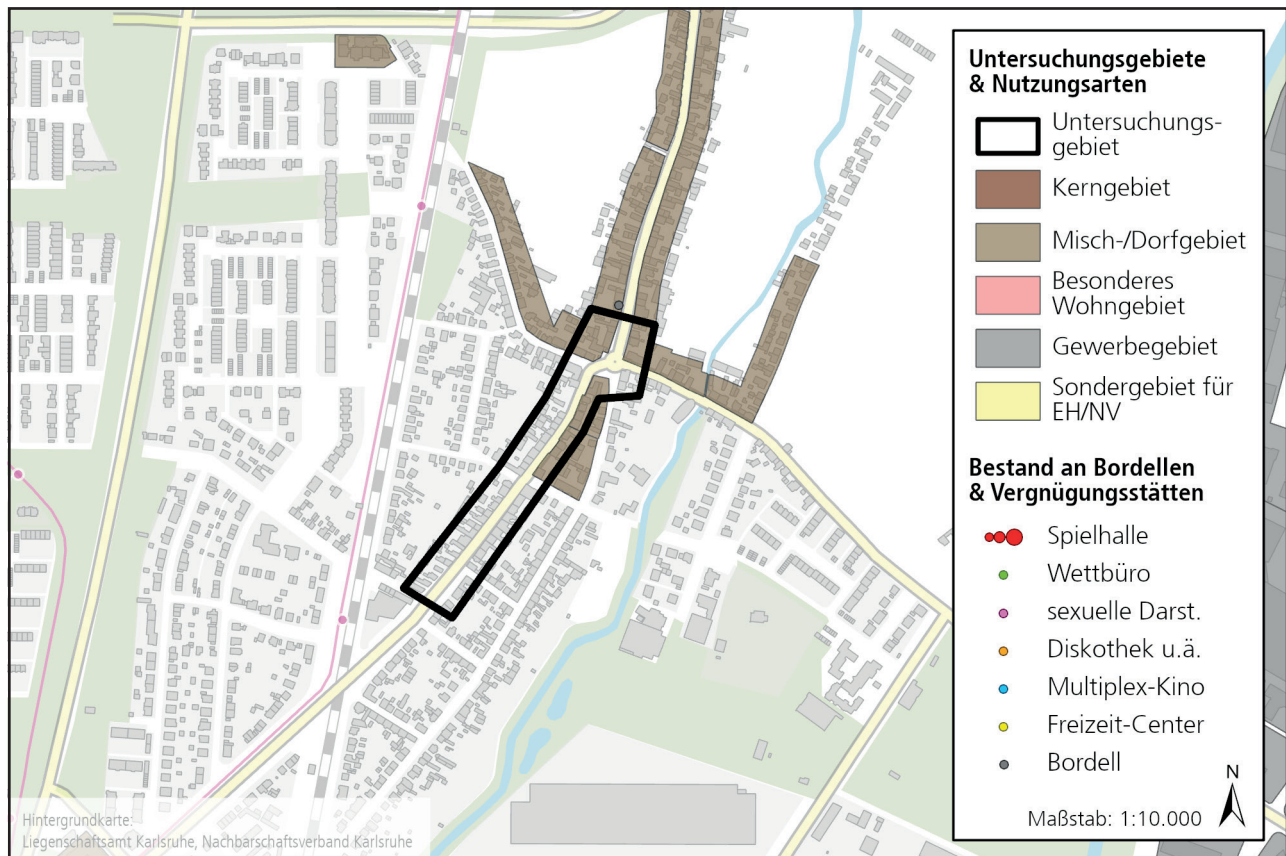 Untersuchungsgebiete
& Nutzungsarten
Untersuchungs-
gebiet
Kerngebiet
Misch-/Dorfgebiet
Besonderes
Wohngebiet
Gewerbegebiet
Sondergebiet für
EH/NV
Bestand an Bordellen
& Vergnügungsstätten
Spielhalle
Wettbüro
sexuelle Darst.
Diskothek u.ä.
Multiplex-Kino
Freizeit-Center
Bordell
N
Maßstab: 1:10.000
Hintergrundkarte:
Liegenschaftsamt Karlsruhe, Nachbarschaftsverband Karlsruhe